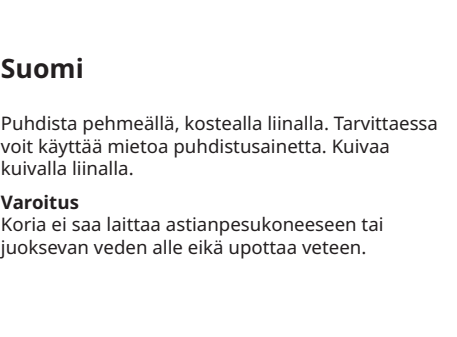 Suomi
Puhdista pehmeällä, kostealla liinalla. Tarvittaessa
voit käyttää mietoa puhdistusainetta. Kuivaa
kuivalla liinalla.
Varoitus
Koria ei saa laittaa astianpesukoneeseen tai
juoksevan veden alle eikä upottaa veteen.